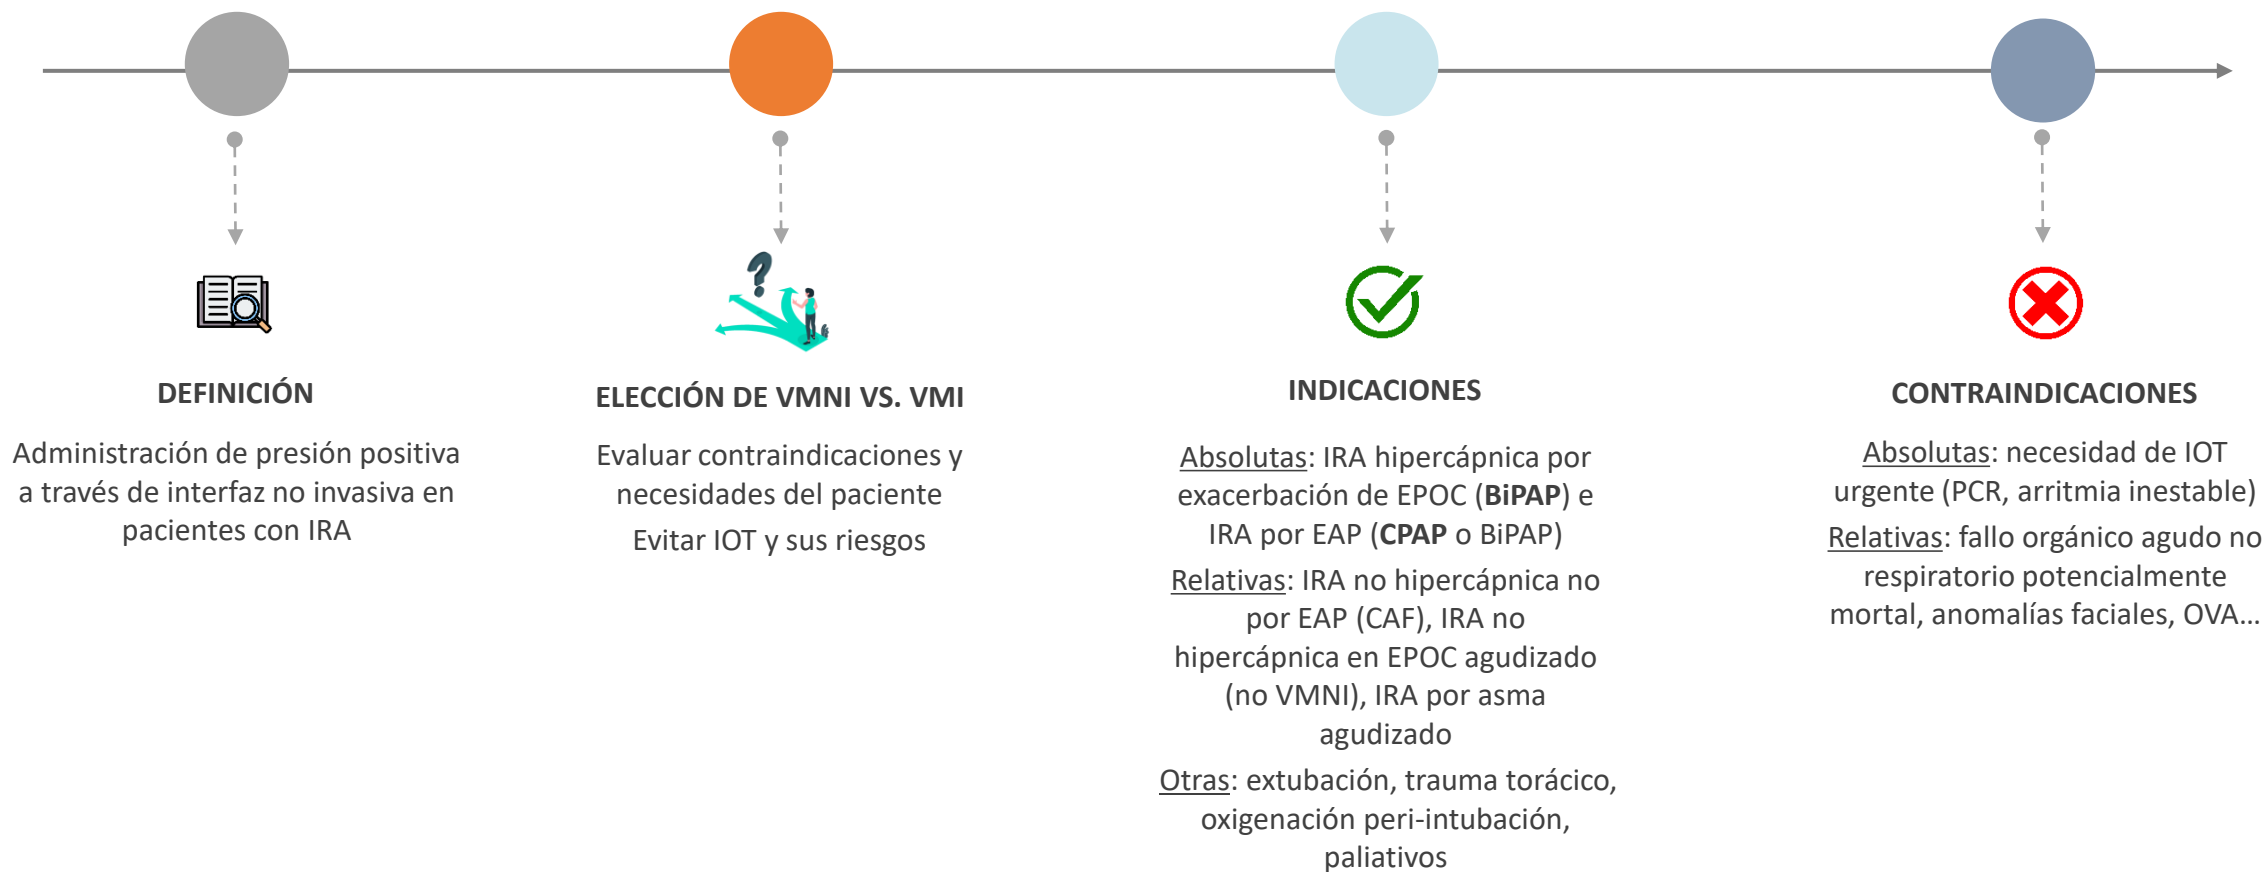 DEFINICIÓN
Administración de presión positiva
a través de interfaz no invasiva en
pacientes con IRA
ELECCIÓN DE VMNI VS. VMI
Evaluar contraindicaciones y
necesidades del paciente
Evitar IOT y sus riesgos
INDICACIONES
Absolutas: IRA hipercápnica por
exacerbación de EPOC (BiPAP) e
IRA por EAP (CPAP o BiPAP)
Relativas: IRA no hipercápnica no
por EAP (CAF), IRA no
hipercápnica en EPOC agudizado
(no VMNI), IRA por asma
agudizado
Otras: extubación, trauma torácico,
oxigenación peri-intubación,
paliativos
CONTRAINDICACIONES
Absolutas: necesidad de IOT
urgente (PCR, arritmia inestable)
Relativas: fallo orgánico agudo no
respiratorio potencialmente
mortal, anomalías faciales, OVA…